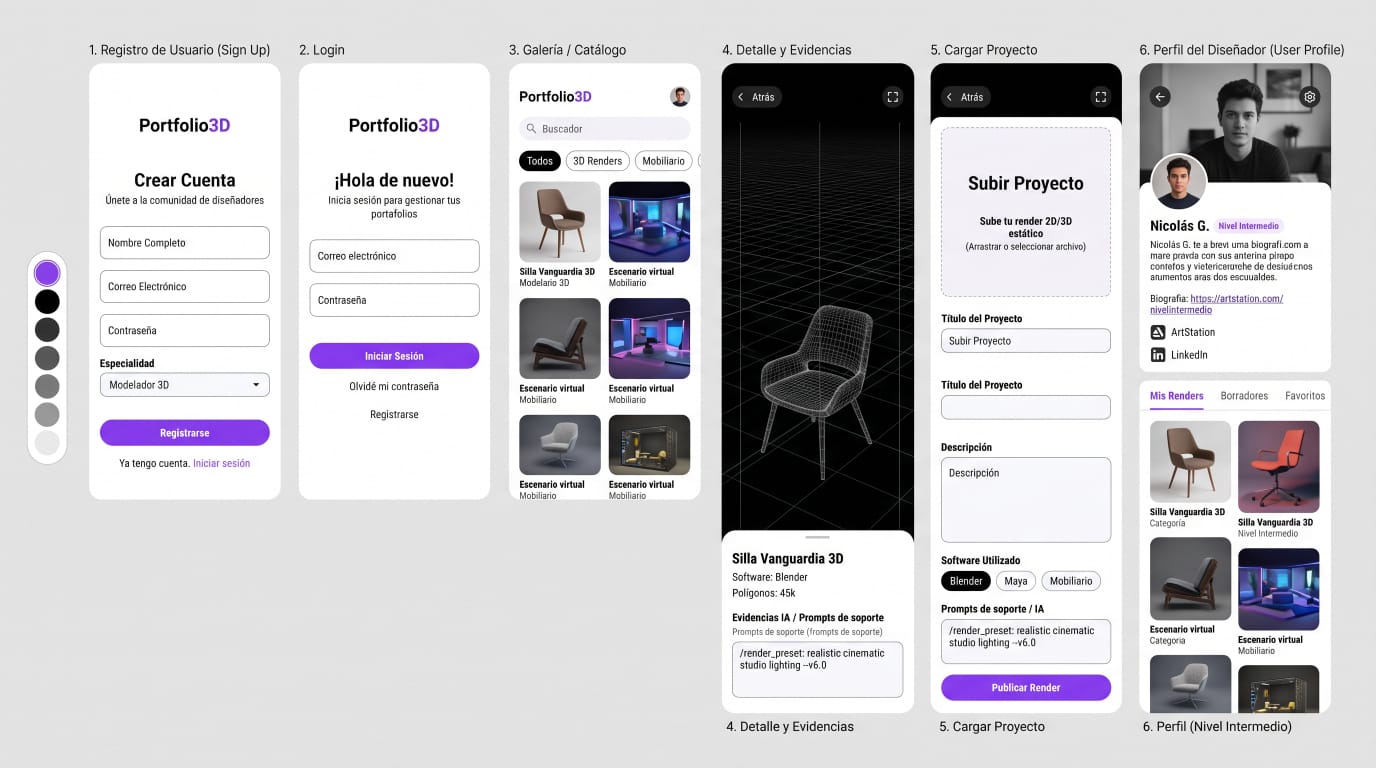 1. Registro de Usuario (Sign Up)
Portfolio3D
Crear Cuenta
Únete a la comunidad de diseñadores
Nombre Completo
Correo Electrónico
Contraseña
Especialidad
Modelador 3D
Registrarse
Ya tengo cuenta. Iniciar sesión
2. Login
Portfolio3D
¡Hola de nuevo!
Inicia sesión para gestionar tus
portafolios
Correo electrónico
Contraseña
Iniciar Sesión
Olvidé mi contraseña
Registrarse
3. Galería / Catálogo
Portfolio3D
Buscador
Todos
3D Renders
Mobiliario
Silla Vanguardia 3D
Modelario 3D
Escenario virtual
Mobiliario
Escenario virtual
Mobiliario
Escenario virtual
Mobiliario
Escenario virtual
Mobiliario
Escenario virtual
Mobiliario
4. Detalle y Evidencias
Atrás
Silla Vanguardia 3D
Software: Blender
Polígonos: 45k
Evidencias IA / Prompts de soporte
Prompts de soporte (frompts de soporte)
/render_preset: realistic cinematic
studio lighting --v6.0
4. Detalle y Evidencias
5. Cargar Proyecto
Atrás
Subir Proyecto
Sube tu render 2D/3D
estático
(Arrastrar o seleccionar archivo)
Título del Proyecto
Subir Proyecto
Título del Proyecto
Descripción
Descripción
Software Utilizado
Blender
Maya
Mobiliario
Prompts de soporte / IA
/render_preset: realistic cinematic
studio lighting --v6.0
Publicar Render
5. Cargar Proyecto
6. Perfil del Diseñador (User Profile)
Nicolás G.
Nivel Intermedio
Nicolás G. te a brevi uma biografi.com a
mare pravda con sus anterina piropo
contefos y
arumentos aras dos escualdes.
Biografia: https://artstation.com/
nivelintermedio
ArtStation
LinkedIn
Mis Renders
Borradores
Favoritos
Silla Vanguardia 3D
Categoría
Silla Vanguardia 3D
Nivel Intermedio
Escenario virtual
Categoria
Escenario virtual
Mobiliario
6. Perfil (Nivel Intermedio)